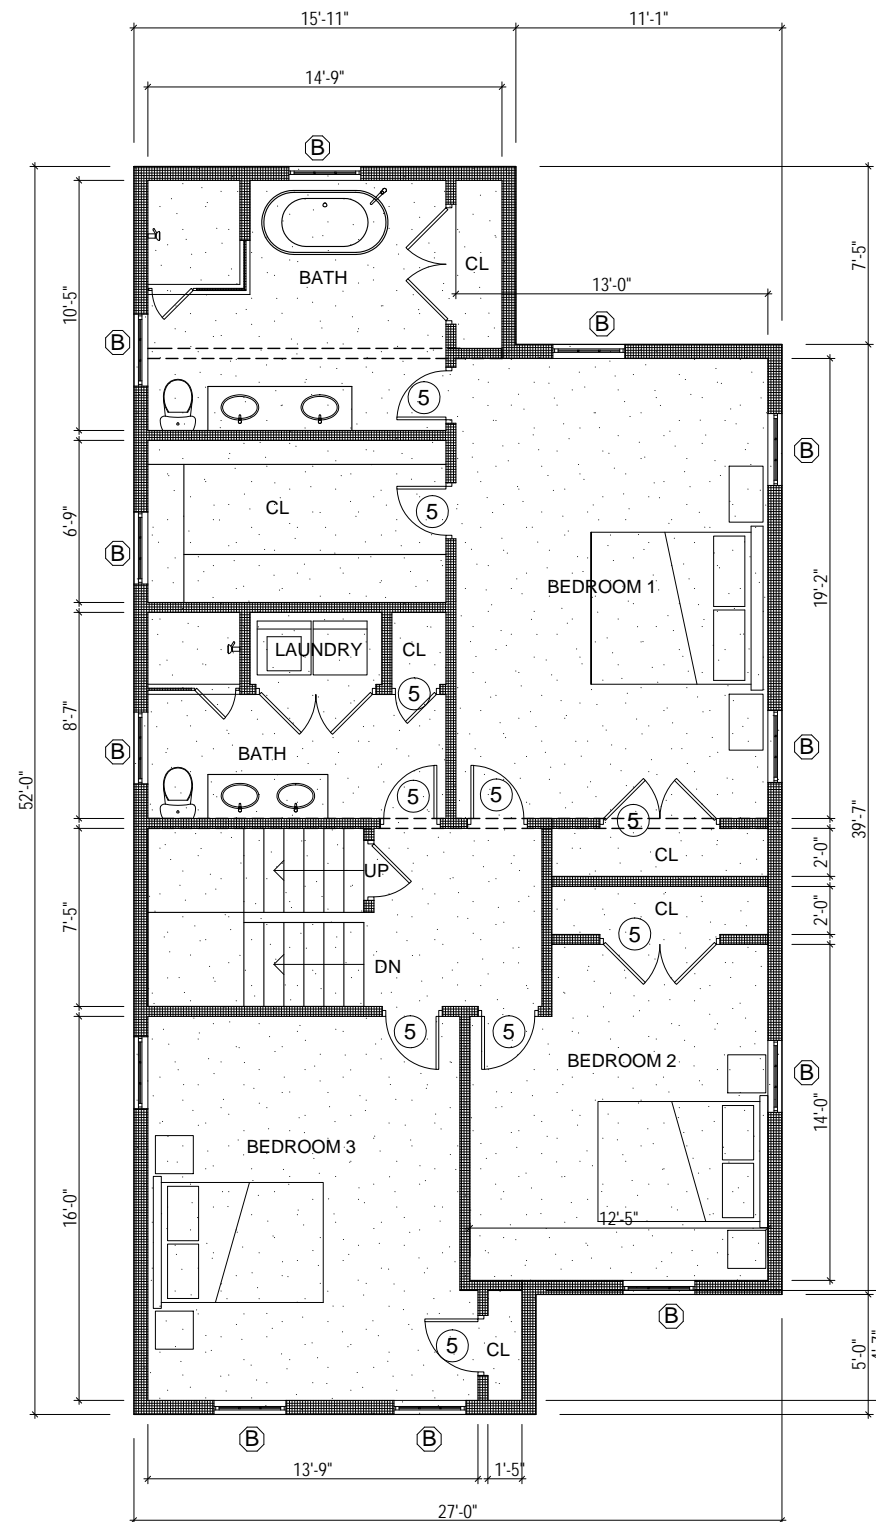 15'-11"
11'-1"
14'-9"
B
BATH
CL
7'-5"
13'-0"
10'-5"
B
B
5
B
CL
5
6'-9"
B
BEDROOM 1
19'-2"
LAUNDRY
CL
5
8'-7"
B
BATH
B
52'-0"
5
5
5
39'-7"
CL
2'-0"
UP
CL
2'-0"
7'-5"
5
DN
5
5
BEDROOM 2
B
14'-0"
BEDROOM 3
16'-0"
12'-5"
B
5
CL
5'-0"
B
B
13'-9"
1'-5"
27'-0"